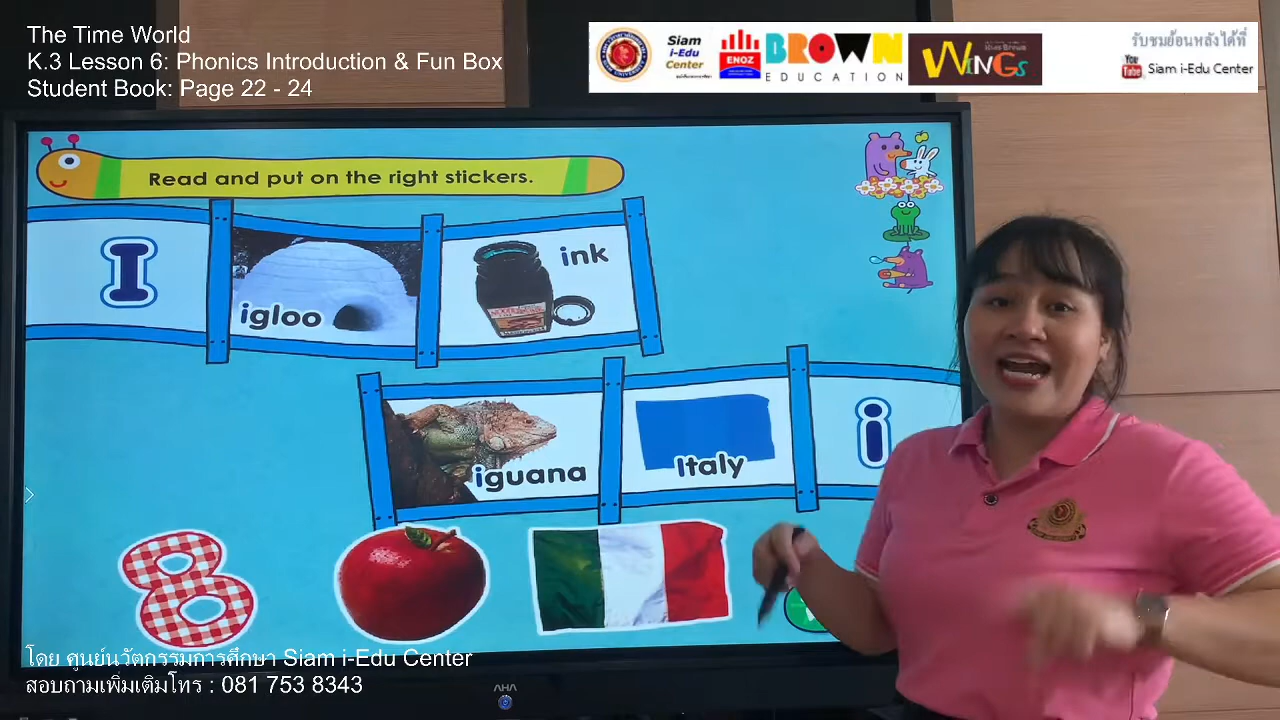 The Time World
K.3 Lesson 6: Phonics Introduction & Fun Box
Student Book: Page 22 - 24
Siam
i-Edu
Center
ENOZ
BROWN
EDUCATION
WINGS
รับชมย้อนหลังได้ที่
You
Tube
Siam i-Edu Center
Read and put on the right stickers.
I
igloo
ink
iguana
Italy
i
8
โดย ศูนย์นวัตกรรมการศึกษา Siam i-Edu Center
สอบถามเพิ่มเติมโทร : 081 753 8343
AHA